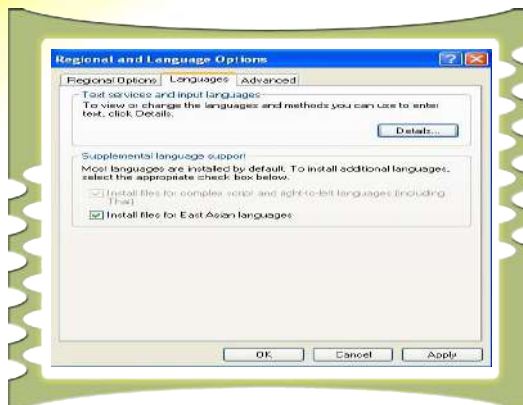 Regional and Language Options
Regional Options Languages Advanced
Text services and input languages
To view or change the languages and methods you can use to enter
text, click Details.
Details...
Supplemental language support
Most languages are installed by default. To install additional languages,
select the appropriate check box below.
Install files for complex script and right-to-left languages (including
Thai)
Install files for East Asian languages
OK Cancel Apply